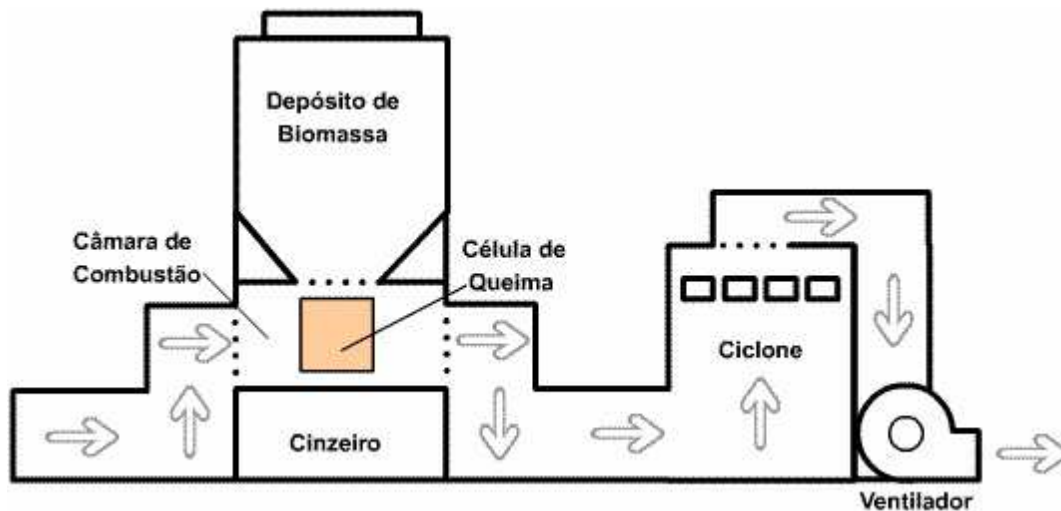 Depósito de
Biomassa
Câmara de
Combustão
Célula de
Queima
Ciclone
Cinzeiro
Ventilador